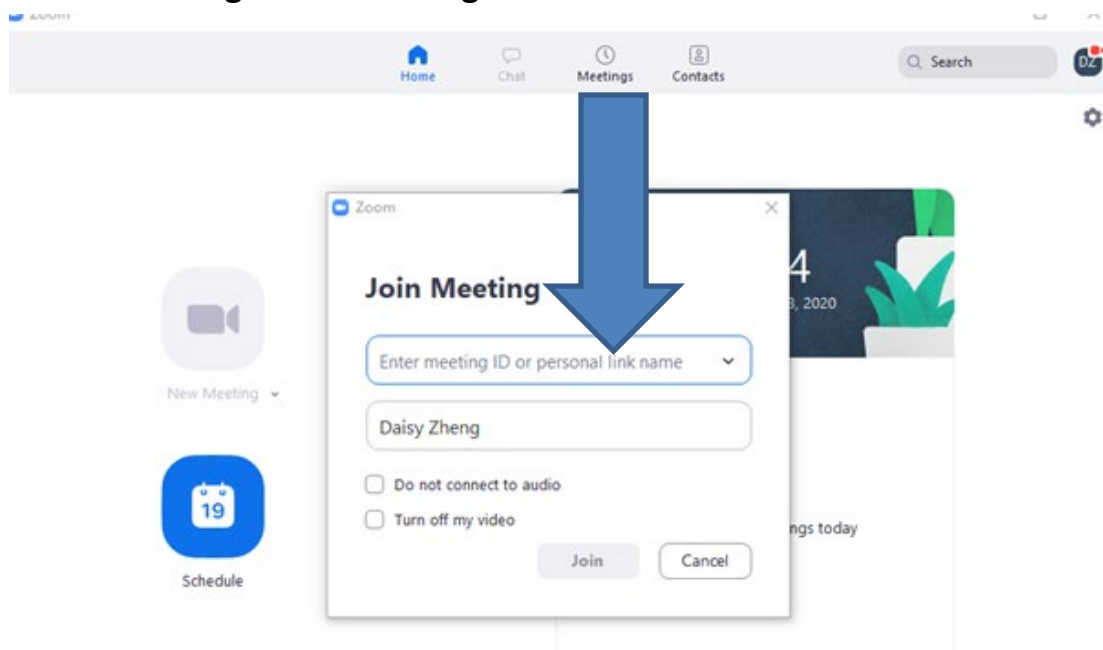 Zoom
Home
Chat
Meetings
Contacts
Search
DZ
Zoom
Join Meeting
4
3, 2020
Enter meeting ID or personal link name
New Meeting
Daisy Zheng
Do not connect to audio
19
Turn off my video
ngs today
Join
Cancel
Schedule